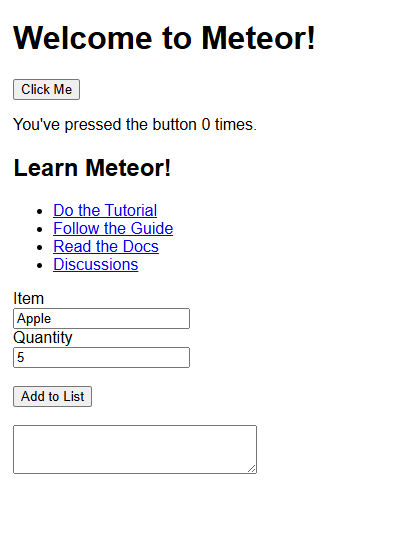 Welcome to Meteor!
Click Me
You've pressed the button 0 times.
Learn Meteor!
Do the Tutorial
Follow the Guide
Read the Docs
Discussions
Item
Apple
Quantity
5
Add to List